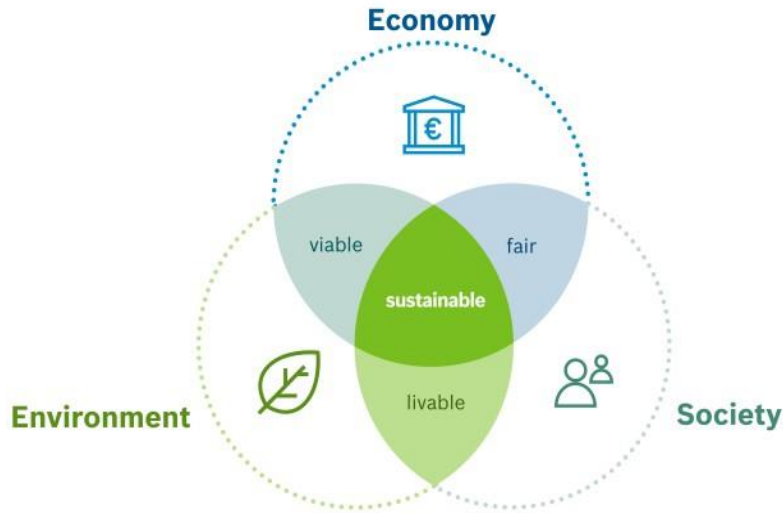 Economy
€
viable
fair
sustainable
livable
Environment
Society